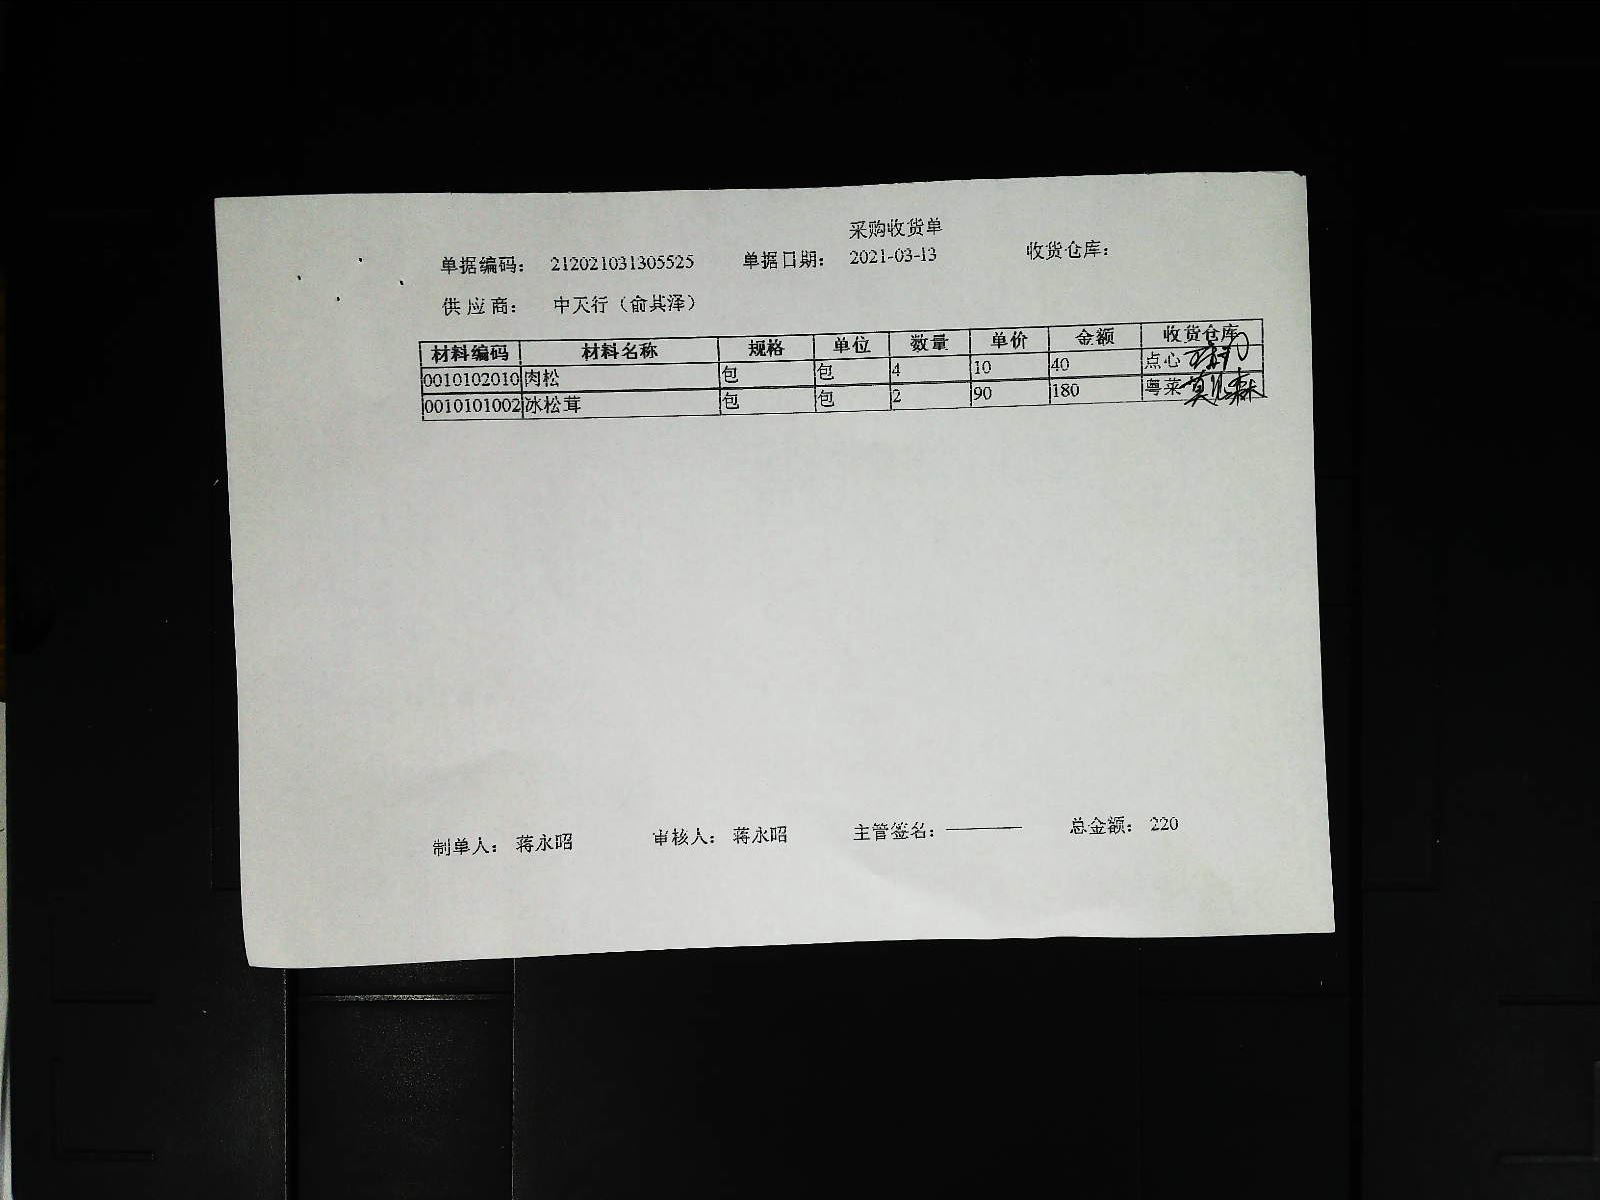 采购收货单
单据编码： 212021031305525 单据日期： 2021-03-13 收货仓库：
供应商： 中天行（俞其泽）
材料编码 材料名称 规格 单位 数量 单价 金额 收货仓库
0010102010 肉松 包 包 4 10 40 点心
0010101002 冰松茸 包 包 2 90 180 粤菜
制单人： 蒋永昭 审核人： 蒋永昭 主管签名： 总金额： 220